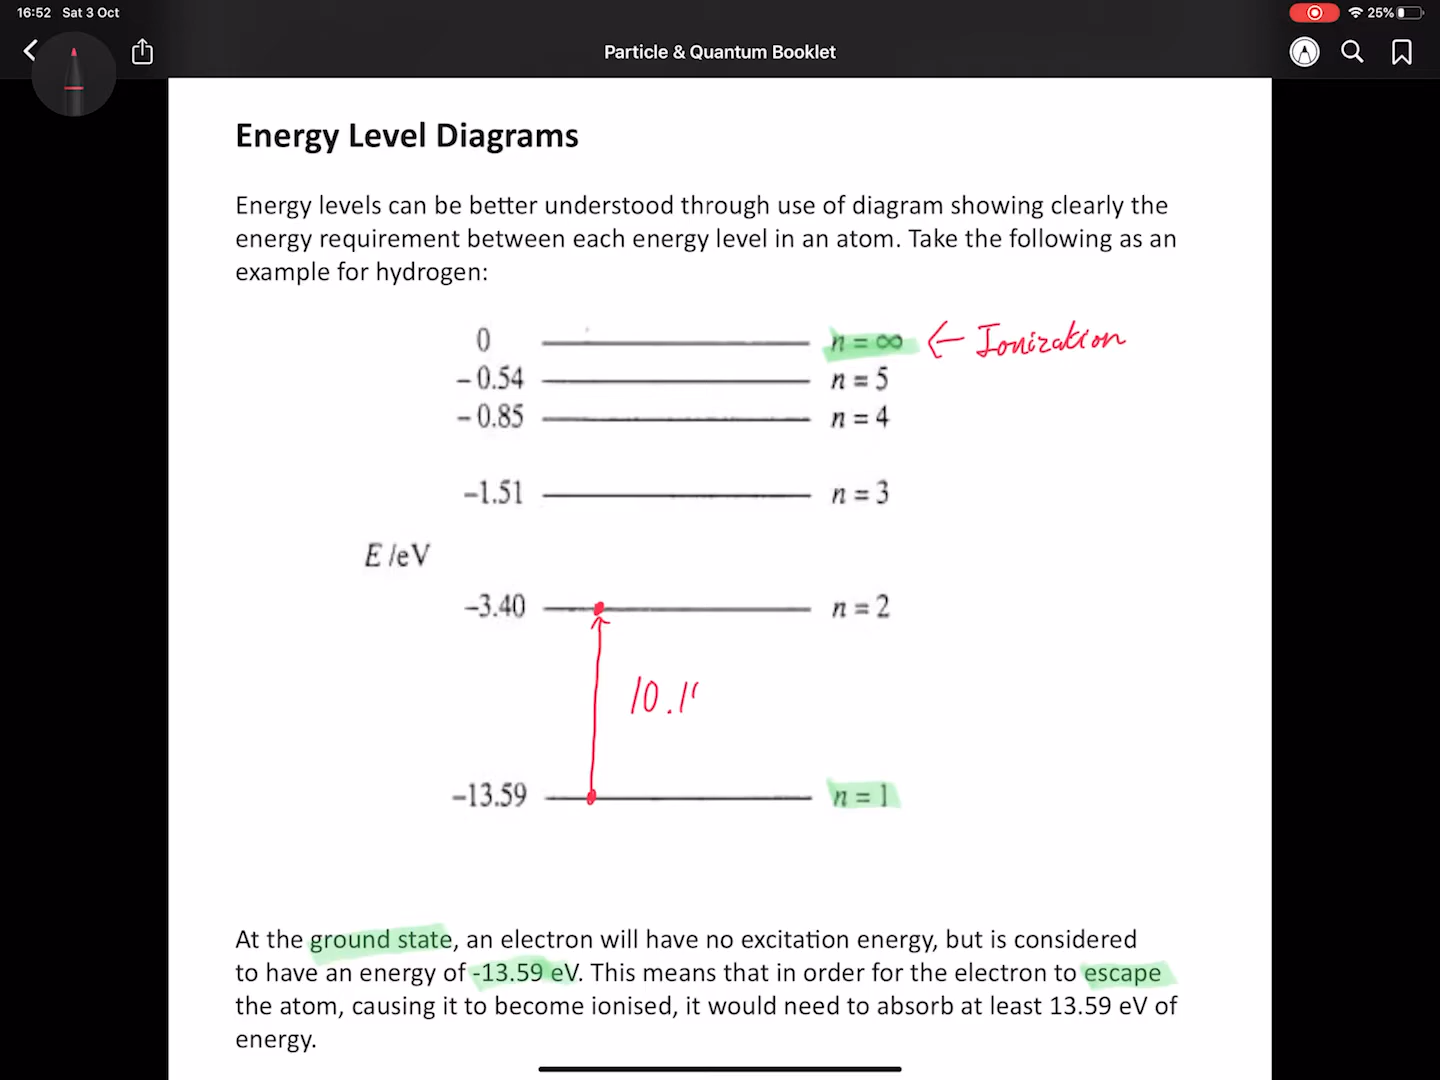 16:52 Sat 3 Oct
25%
Particle & Quantum Booklet
Energy Level Diagrams
Energy levels can be better understood through use of diagram showing clearly the
energy requirement between each energy level in an atom. Take the following as an
example for hydrogen:
0 n = ∞ ← Ionization
– 0.54 n = 5
– 0.85 n = 4
–1.51 n = 3
E /eV
–3.40 n = 2
10.1
–13.59 n = 1
At the ground state, an electron will have no excitation energy, but is considered
to have an energy of -13.59 eV. This means that in order for the electron to escape
the atom, causing it to become ionised, it would need to absorb at least 13.59 eV of
energy.